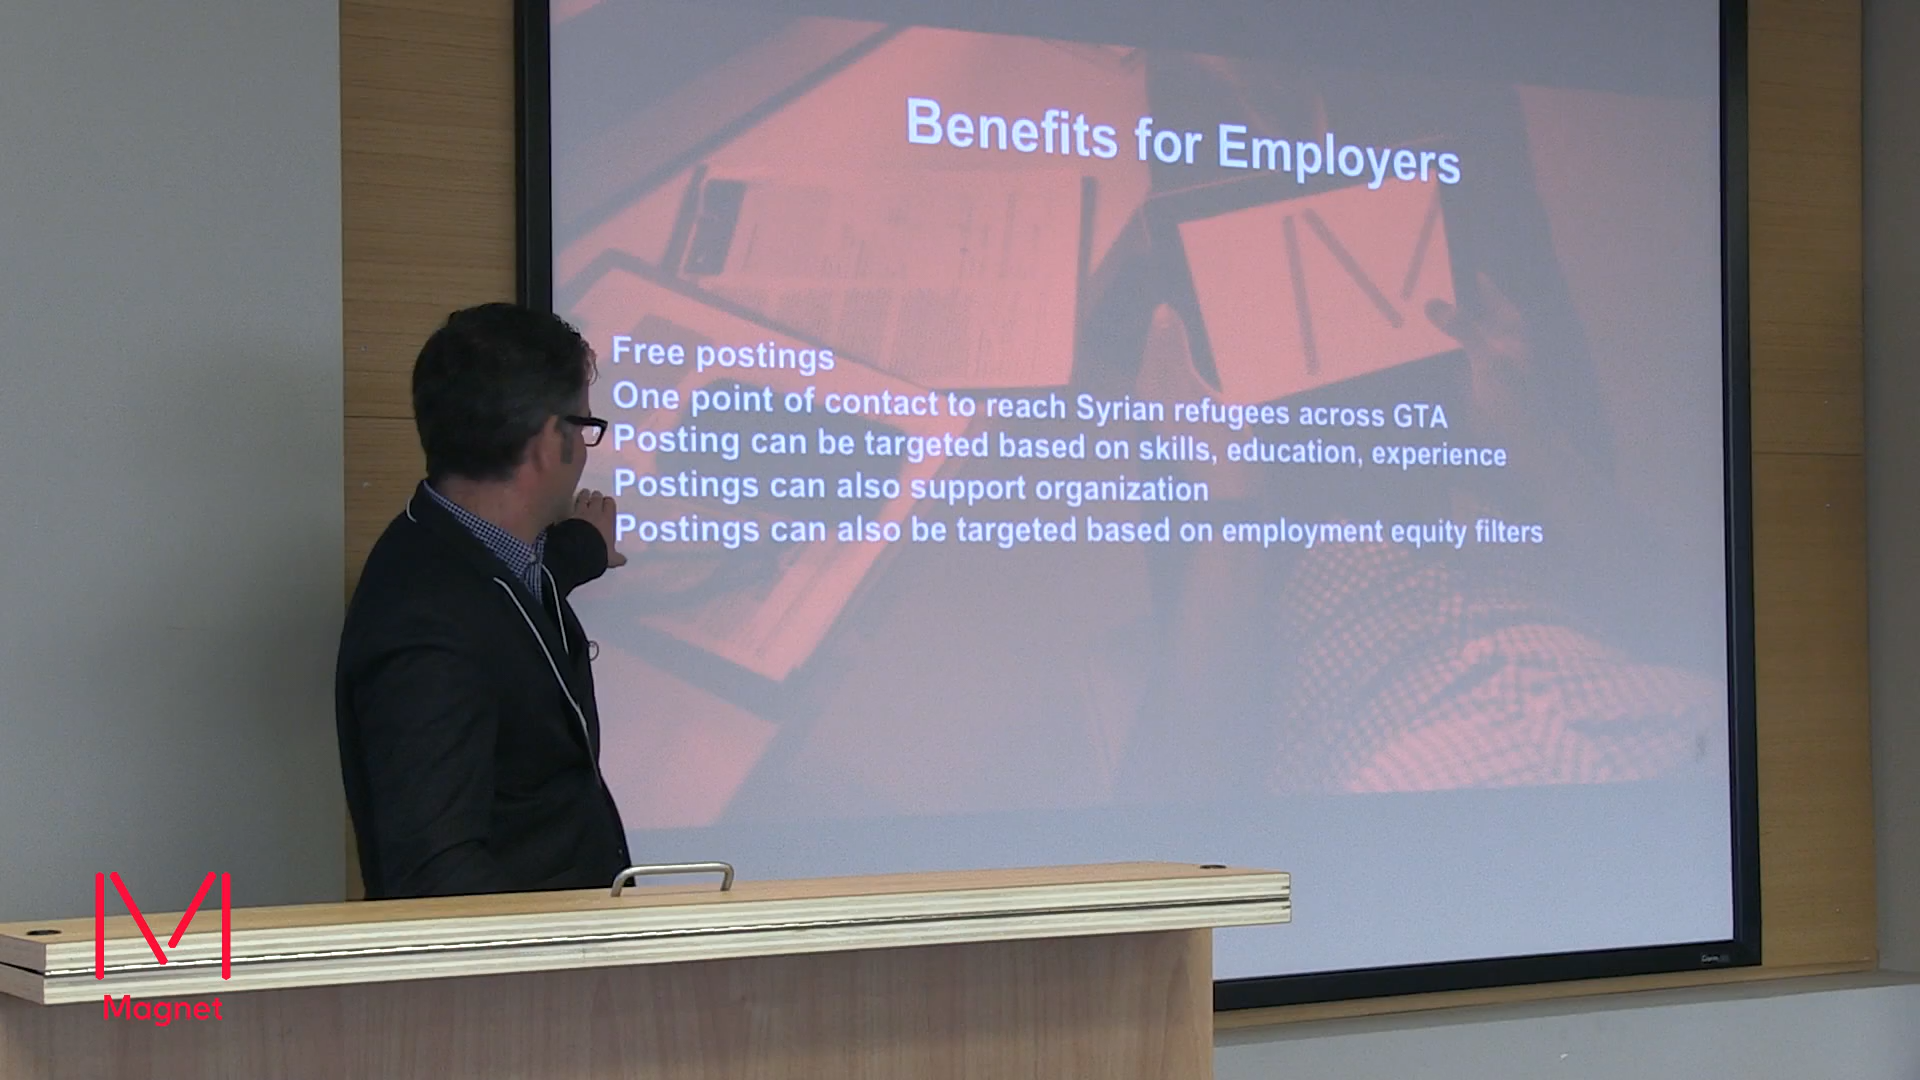 Benefits for Employers
Free postings
One point of contact to reach Syrian refugees across GTA
Posting can be targeted based on skills, education, experience
Postings can also support organization
Postings can also be targeted based on employment equity filters
Magnet